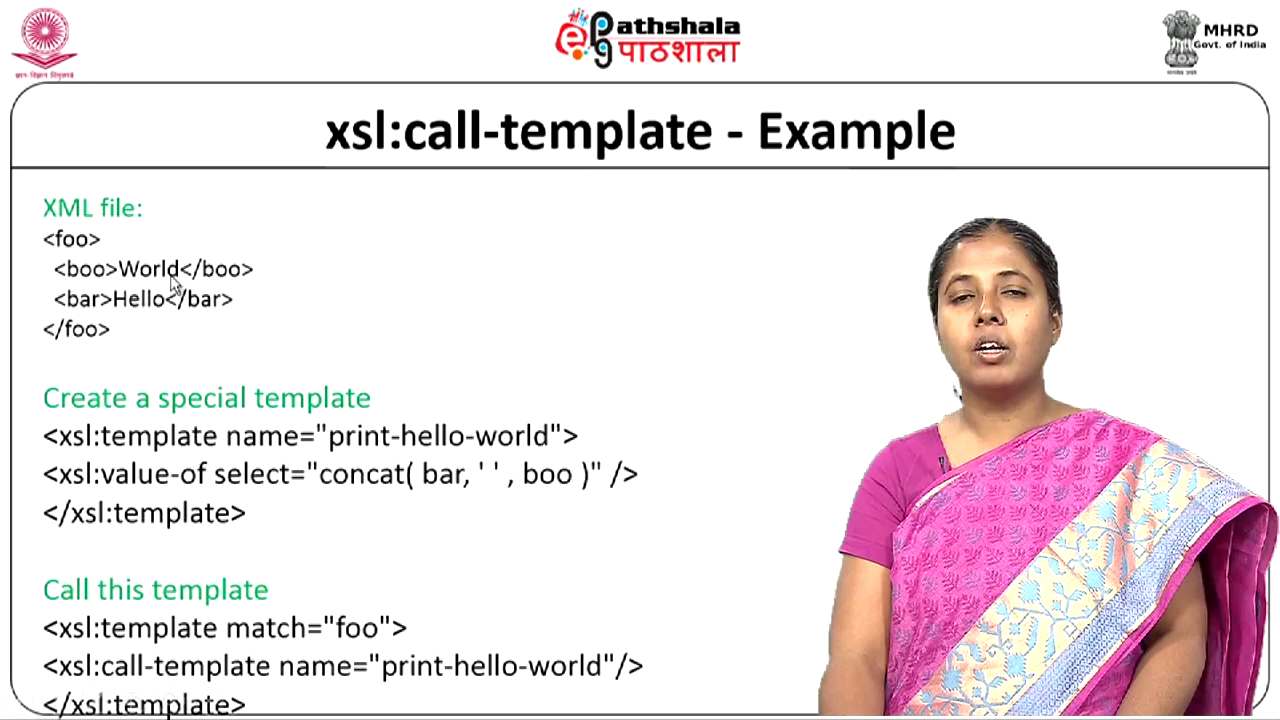 ePathshala
पाठशाला
MHRD
Govt. of India
xsl:call-template - Example
XML file:
<foo>
<boo>World</boo>
<bar>Hello</bar>
</foo>
Create a special template
<xsl:template name="print-hello-world">
<xsl:value-of select="concat( bar, ' ' , boo )" />
</xsl:template>
Call this template
<xsl:template match="foo">
<xsl:call-template name="print-hello-world"/>
</xsl:template>